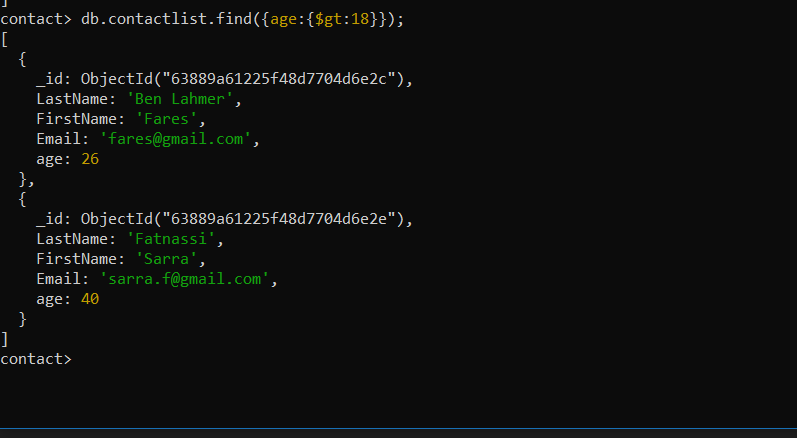 ]
contact> db.contactlist.find({age:{$gt:18}});
[
  {
    _id: ObjectId("63889a61225f48d7704d6e2c"),
    LastName: 'Ben Lahmer',
    FirstName: 'Fares',
    Email: 'fares@gmail.com',
    age: 26
  },
  {
    _id: ObjectId("63889a61225f48d7704d6e2e"),
    LastName: 'Fatnassi',
    FirstName: 'Sarra',
    Email: 'sarra.f@gmail.com',
    age: 40
  }
]
contact>